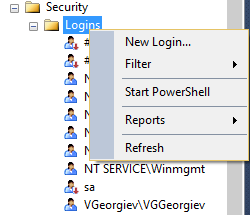 Security
Logins
New Login...
Filter
Start PowerShell
Reports
Refresh
NT SERVICE\Winmgmt
sa
VGeorgiev\VGGeorgiev